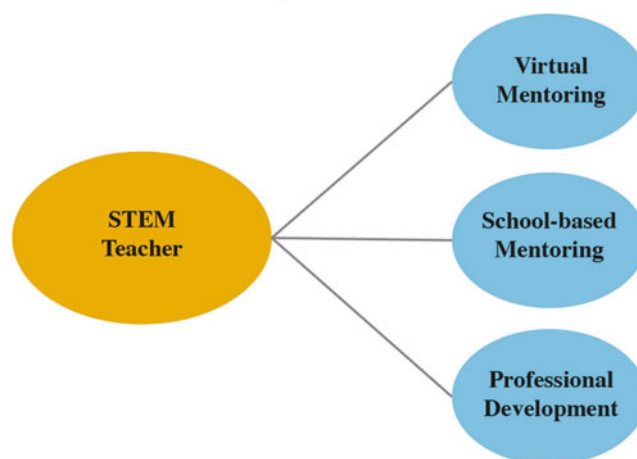 STEM
Teacher
Virtual
Mentoring
School-based
Mentoring
Professional
Development